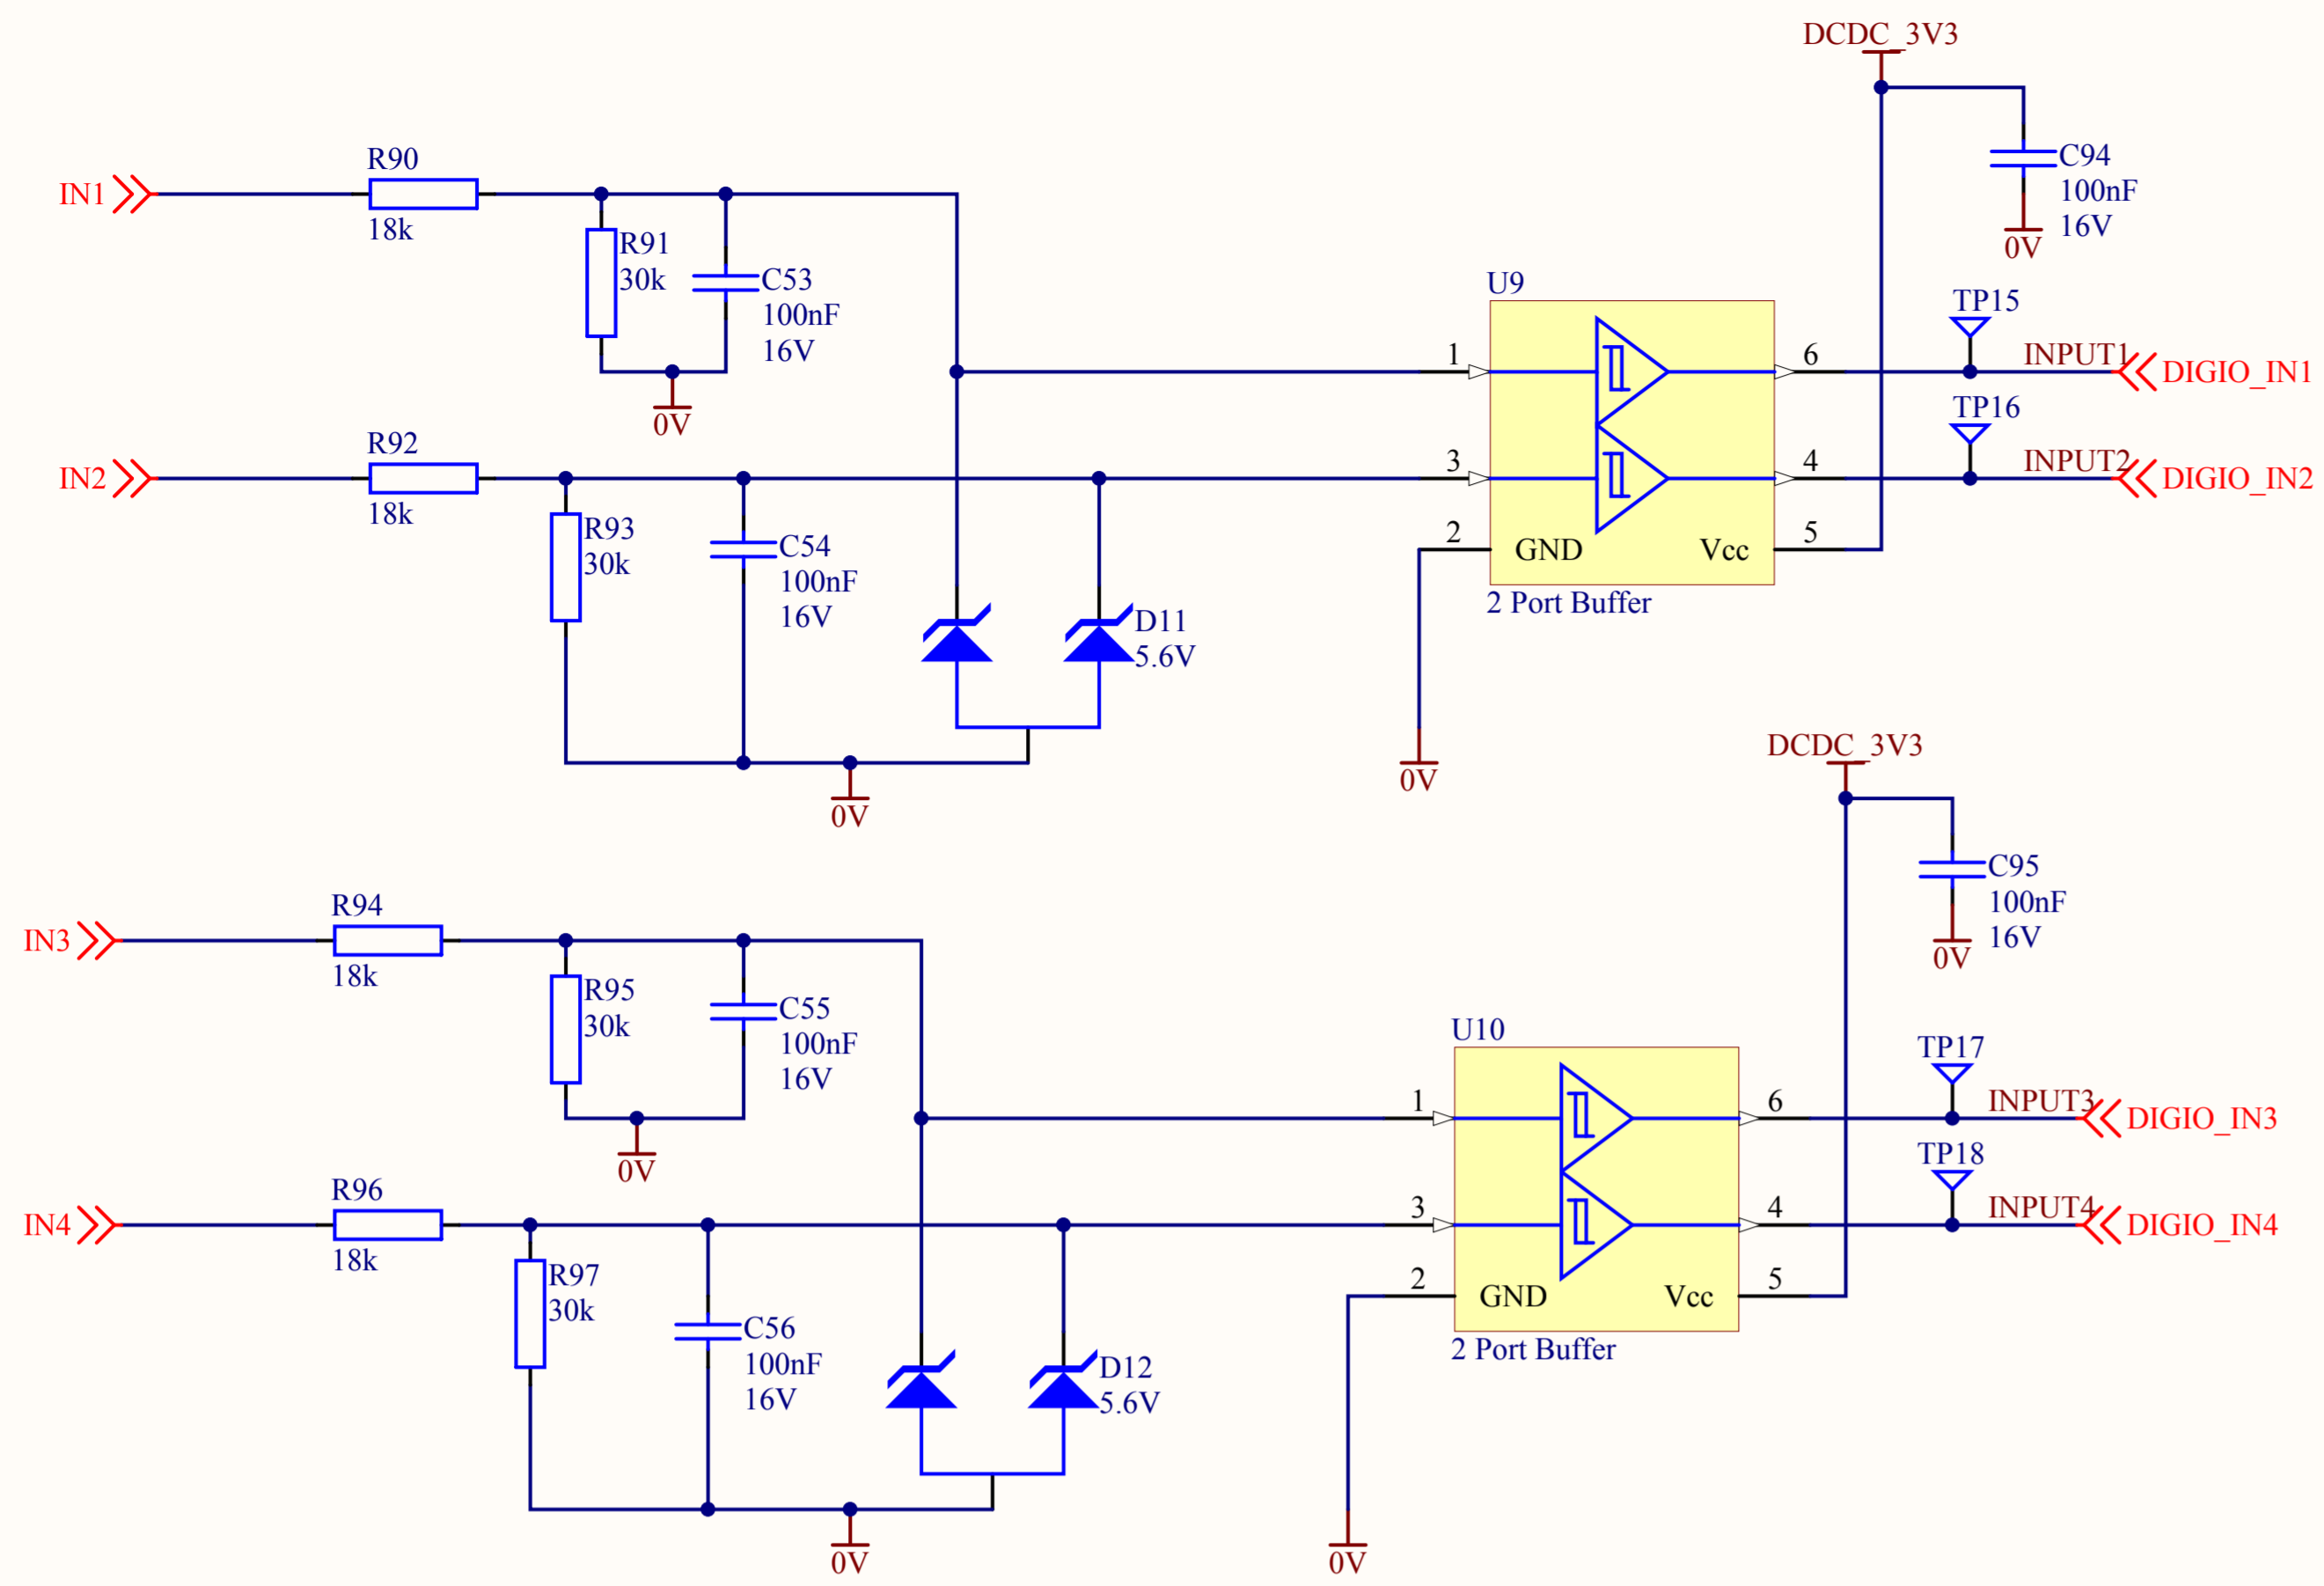 DCDC_3V3
C94
100nF
16V
0V
R90
IN1
18k
R91
30k
C53
100nF
16V
0V
U9
1
6
3
4
2
GND
Vcc
5
2 Port Buffer
TP15
INPUT1
DIGIO_IN1
TP16
INPUT2
DIGIO_IN2
R92
IN2
18k
R93
30k
C54
100nF
16V
D11
5.6V
0V
0V
DCDC_3V3
C95
100nF
16V
0V
R94
IN3
18k
R95
30k
C55
100nF
16V
0V
U10
1
6
3
4
2
GND
Vcc
5
2 Port Buffer
TP17
INPUT3
DIGIO_IN3
TP18
INPUT4
DIGIO_IN4
R96
IN4
18k
R97
30k
C56
100nF
16V
D12
5.6V
0V
0V